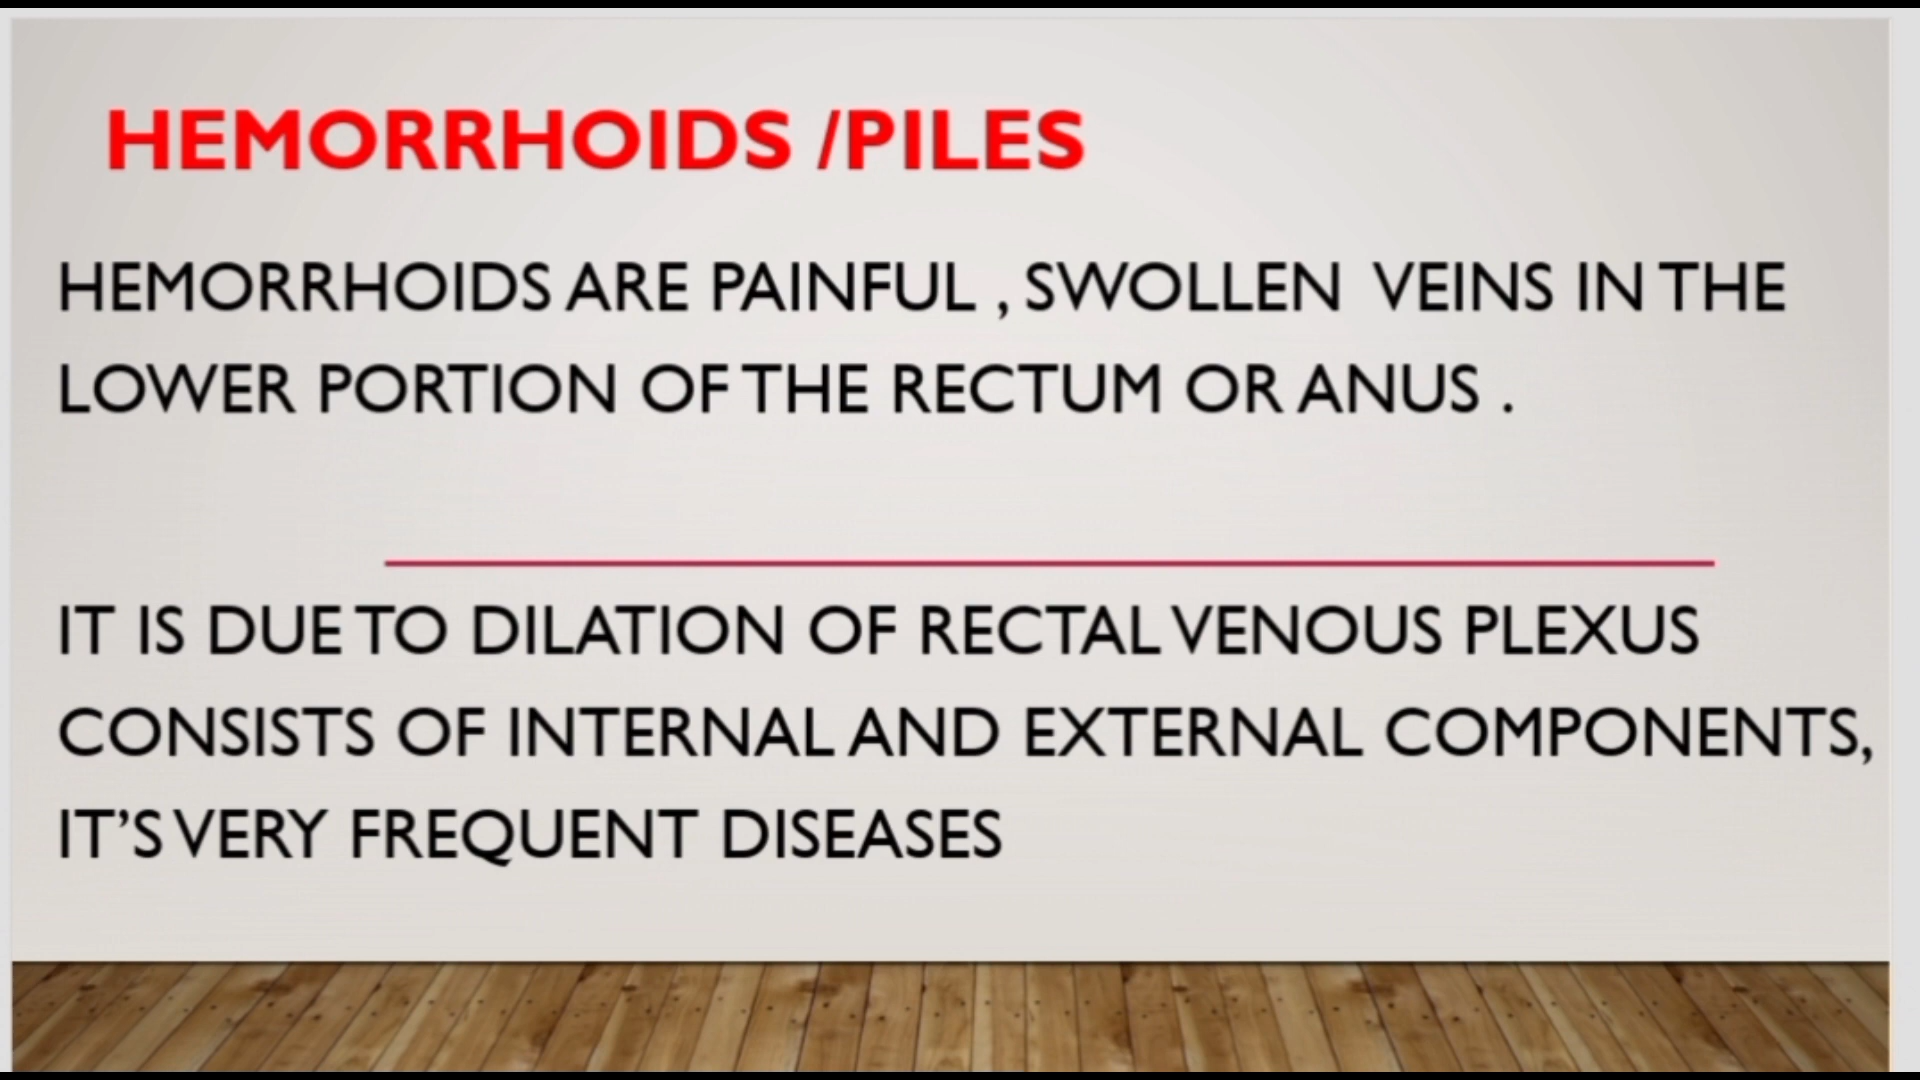 HEMORRHOIDS /PILES
HEMORRHOIDS ARE PAINFUL , SWOLLEN VEINS IN THE
LOWER PORTION OF THE RECTUM OR ANUS .
IT IS DUE TO DILATION OF RECTAL VENOUS PLEXUS
CONSISTS OF INTERNAL AND EXTERNAL COMPONENTS,
IT’S VERY FREQUENT DISEASES